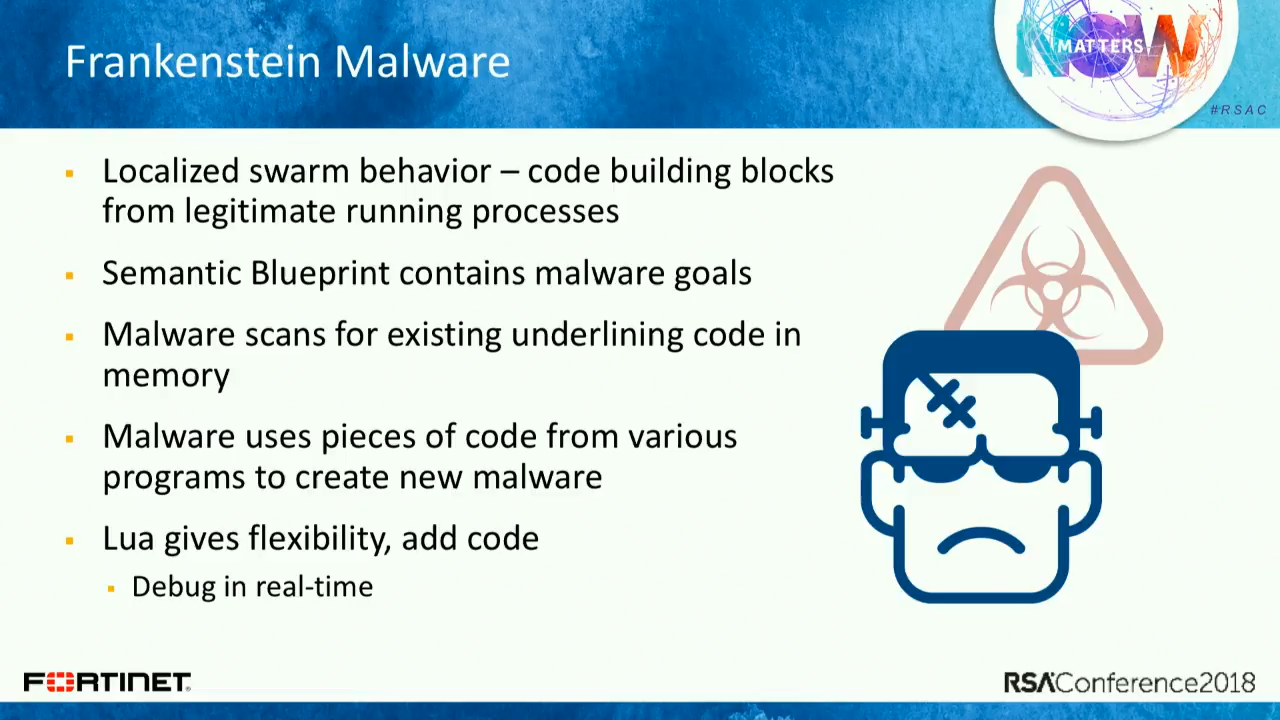 Frankenstein Malware
NOW
MATTERS
#RSAC
▪ Localized swarm behavior – code building blocks
from legitimate running processes
▪ Semantic Blueprint contains malware goals
▪ Malware scans for existing underlining code in
memory
▪ Malware uses pieces of code from various
programs to create new malware
▪ Lua gives flexibility, add code
▪ Debug in real-time
FORTINET®
RSAConference2018